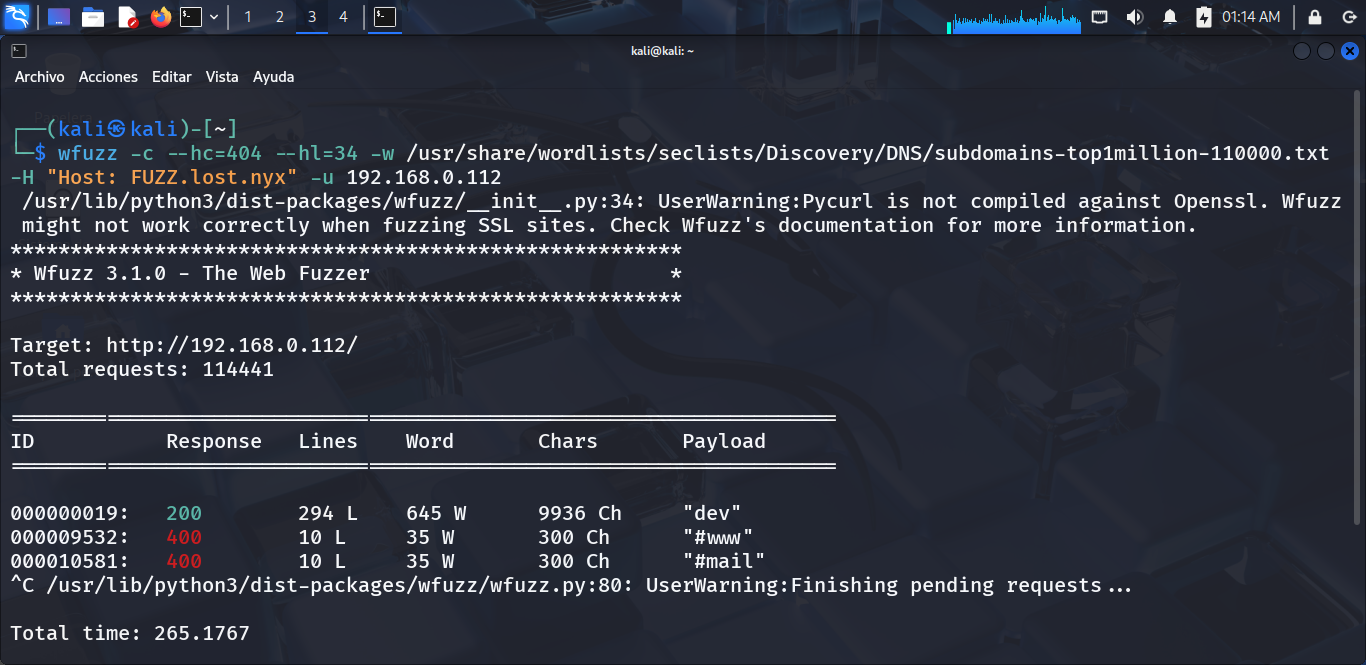 1 2 3 4 01:14 AM
kali@kali: ~
Archivo Acciones Editar Vista Ayuda
┌──(kali㉿kali)-[~]
└─$ wfuzz -c --hc=404 --hl=34 -w /usr/share/wordlists/seclists/Discovery/DNS/subdomains-top1million-110000.txt
-H "Host: FUZZ.lost.nyx" -u 192.168.0.112
/usr/lib/python3/dist-packages/wfuzz/__init__.py:34: UserWarning:Pycurl is not compiled against Openssl. Wfuzz
might not work correctly when fuzzing SSL sites. Check Wfuzz's documentation for more information.
********************************************************
* Wfuzz 3.1.0 - The Web Fuzzer                         *
********************************************************
Target: http://192.168.0.112/
Total requests: 114441
=====================================================================
ID           Response   Lines    Word       Chars       Payload
=====================================================================
000000019:   200        294 L    645 W      9936 Ch     "dev"
000009532:   400        10 L     35 W       300 Ch      "#www"
000010581:   400        10 L     35 W       300 Ch      "#mail"
^C /usr/lib/python3/dist-packages/wfuzz/wfuzz.py:80: UserWarning:Finishing pending requests...
Total time: 265.1767